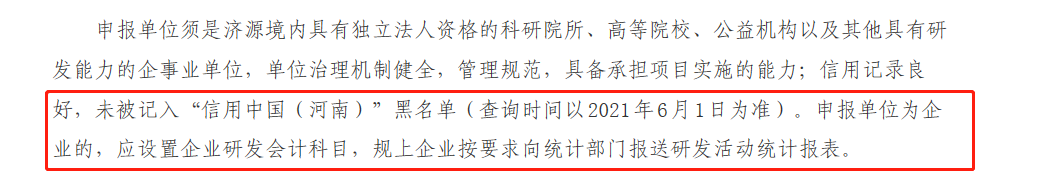 申报单位须是济源境内具有独立法人资格的科研院所、高等院校、公益机构以及其他具有研
发能力的企事业单位，单位治理机制健全，管理规范，具备承担项目实施的能力；信用记录良
好，未被记入“信用中国（河南）”黑名单（查询时间以2021年6月1日为准）。申报单位为企
业的，应设置企业研发会计科目，规上企业按要求向统计部门报送研发活动统计报表。